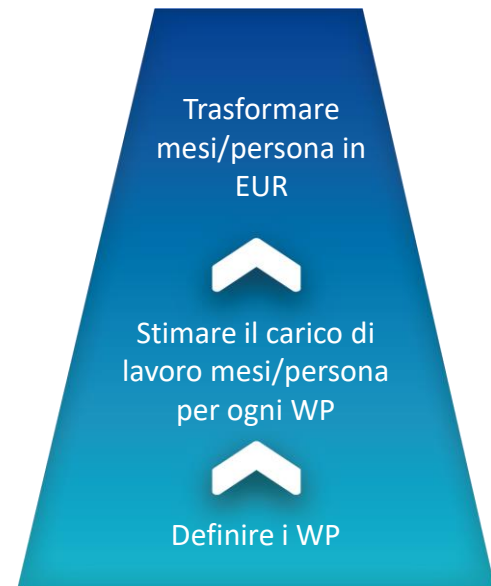 Trasformare
mesi/persona in
EUR
Stimare il carico di
lavoro mesi/persona
per ogni WP
Definire i WP